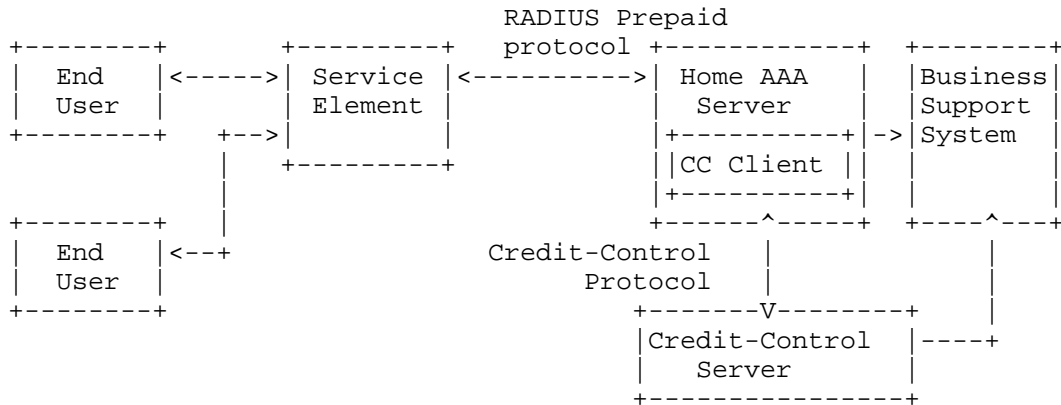 RADIUS Prepaid
protocol
End User
Service Element
Home AAA Server
CC Client
Business Support System
End User
Credit-Control Protocol
Credit-Control Server